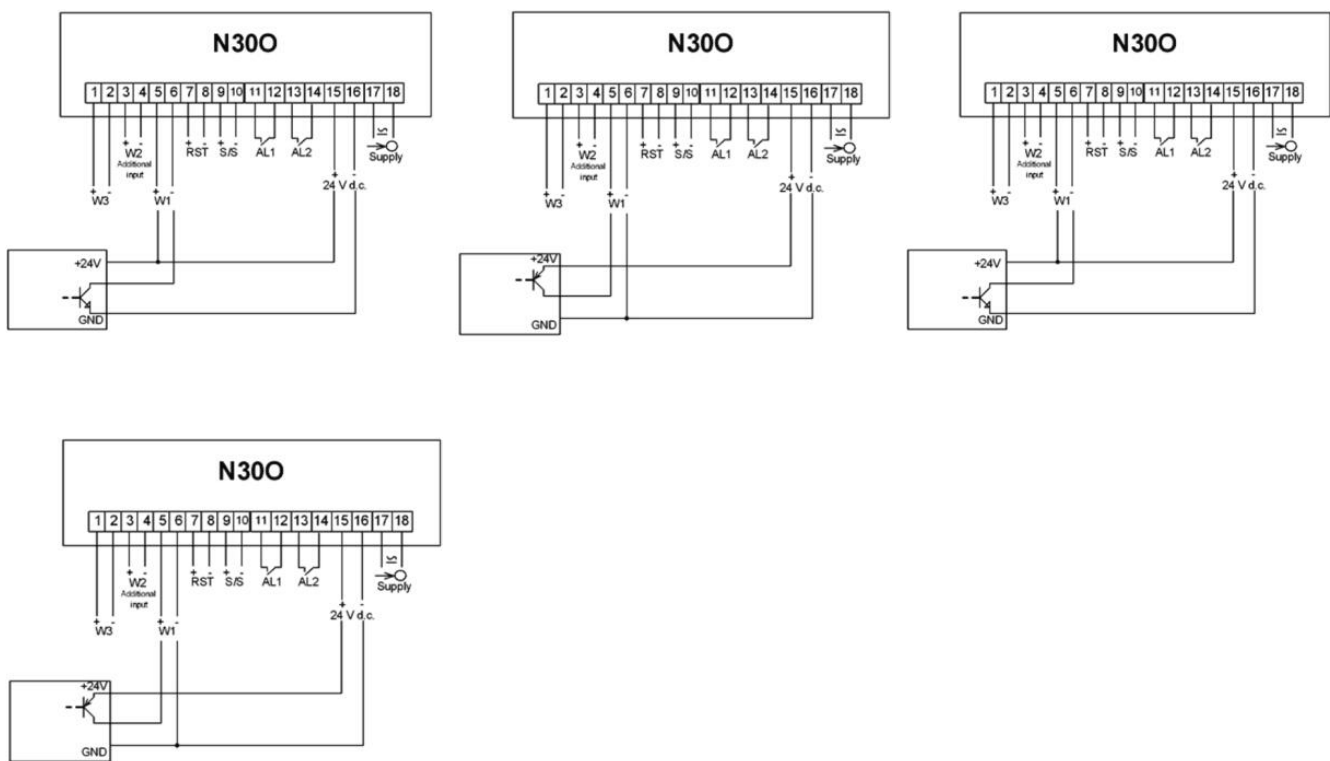 N30O
1 2 3 4 5 6 7 8 9 10 11 12 13 14 15 16 17 18
+ - + - + -
W2 RST S/S AL1 AL2 Supply
Additional
input
+ -
24 V d.c.
+ - + -
W3 W1
+24V
GND
N30O
1 2 3 4 5 6 7 8 9 10 11 12 13 14 15 16 17 18
+ - + - + -
W2 RST S/S AL1 AL2 Supply
Additional
input
+ -
24 V d.c.
+ - + -
W3 W1
+24V
GND
N30O
1 2 3 4 5 6 7 8 9 10 11 12 13 14 15 16 17 18
+ - + - + -
W2 RST S/S AL1 AL2 Supply
Additional
input
+ -
24 V d.c.
+ - + -
W3 W1
+24V
GND
N30O
1 2 3 4 5 6 7 8 9 10 11 12 13 14 15 16 17 18
+ - + - + -
W2 RST S/S AL1 AL2 Supply
Additional
input
+ -
24 V d.c.
+ - + -
W3 W1
+24V
GND